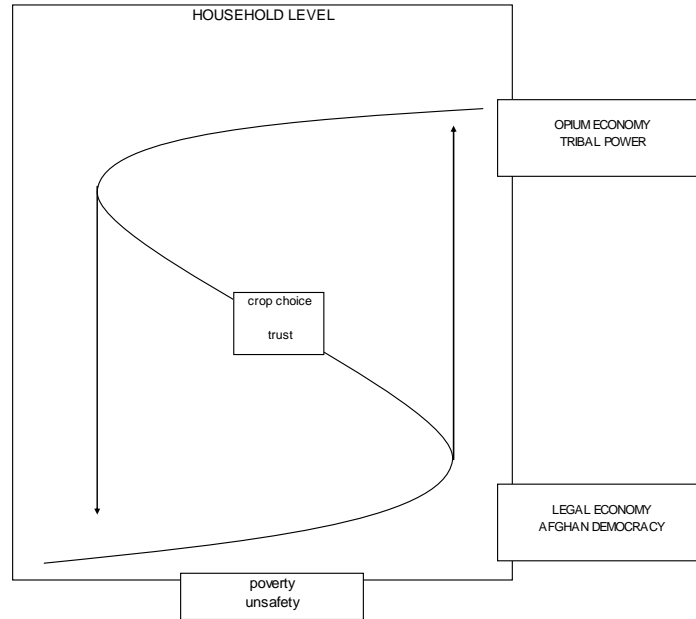 HOUSEHOLD LEVEL
OPIUM ECONOMY
TRIBAL POWER
crop choice
trust
LEGAL ECONOMY
AFGHAN DEMOCRACY
poverty
unsafety